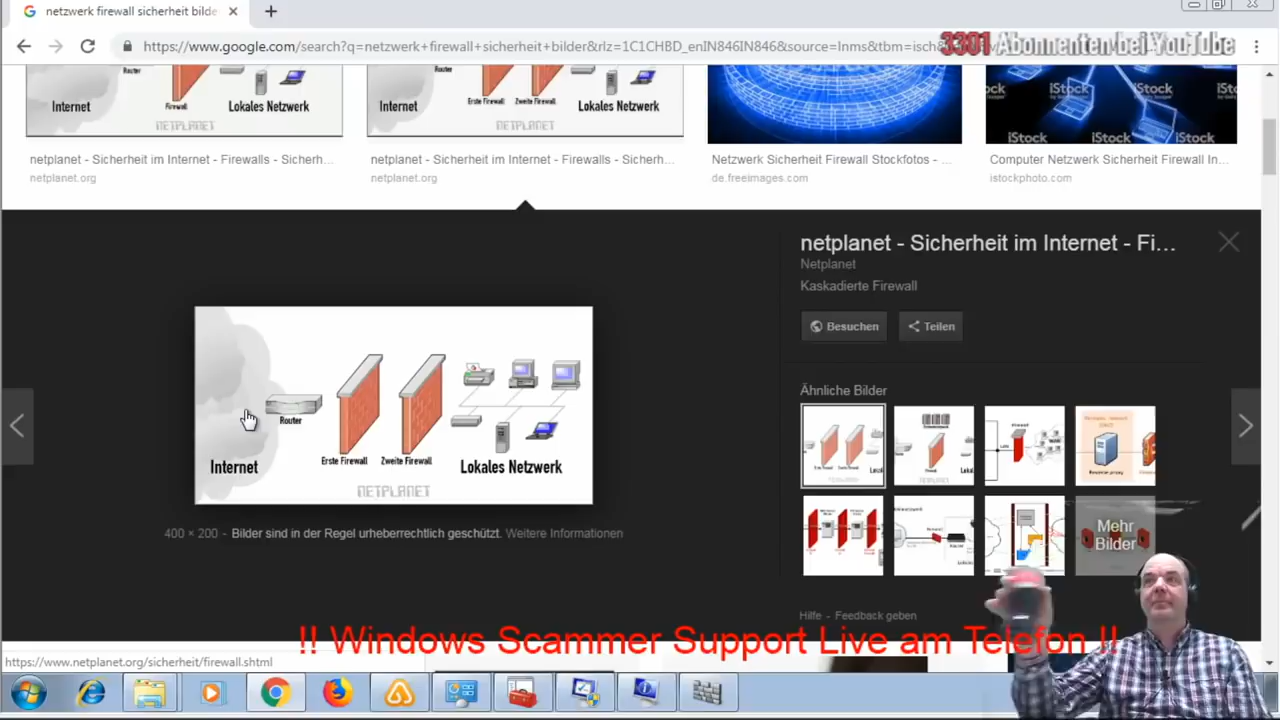 netzwerk firewall sicherheit bilde
https://www.google.com/search?q=netzwerk+firewall+sicherheit+bilder&rlz=1C1CHBD_enIN846IN846&source=lnms&tbm=isch
3301 Abonnenten bei YouTube
Router
Firewall
Internet
Lokales Netzwerk
NETPLANET
Router
Erste Firewall
Zweite Firewall
Internet
Lokales Netzwerk
NETPLANET
iStock
iStock
iStock
iStock
netplanet - Sicherheit im Internet - Firewalls - Sicherh...
netplanet - Sicherheit im Internet - Firewalls - Sicherh...
Netzwerk Sicherheit Firewall Stockfotos - ...
Computer Netzwerk Sicherheit Firewall In...
netplanet.org
netplanet.org
de.freeimages.com
istockphoto.com
netplanet - Sicherheit im Internet - Fi...
Netplanet
Kaskadierte Firewall
Besuchen
Teilen
Ähnliche Bilder
Router
Erste Firewall
Zweite Firewall
Internet
Lokales Netzwerk
NETPLANET
400 × 200 - Bilder sind in der Regel urheberrechtlich geschützt. Weitere Informationen
Mehr
Bilder
Hilfe - Feedback geben
!! Windows Scammer Support Live am Telefon !!
https://www.netplanet.org/sicherheit/firewall.shtml